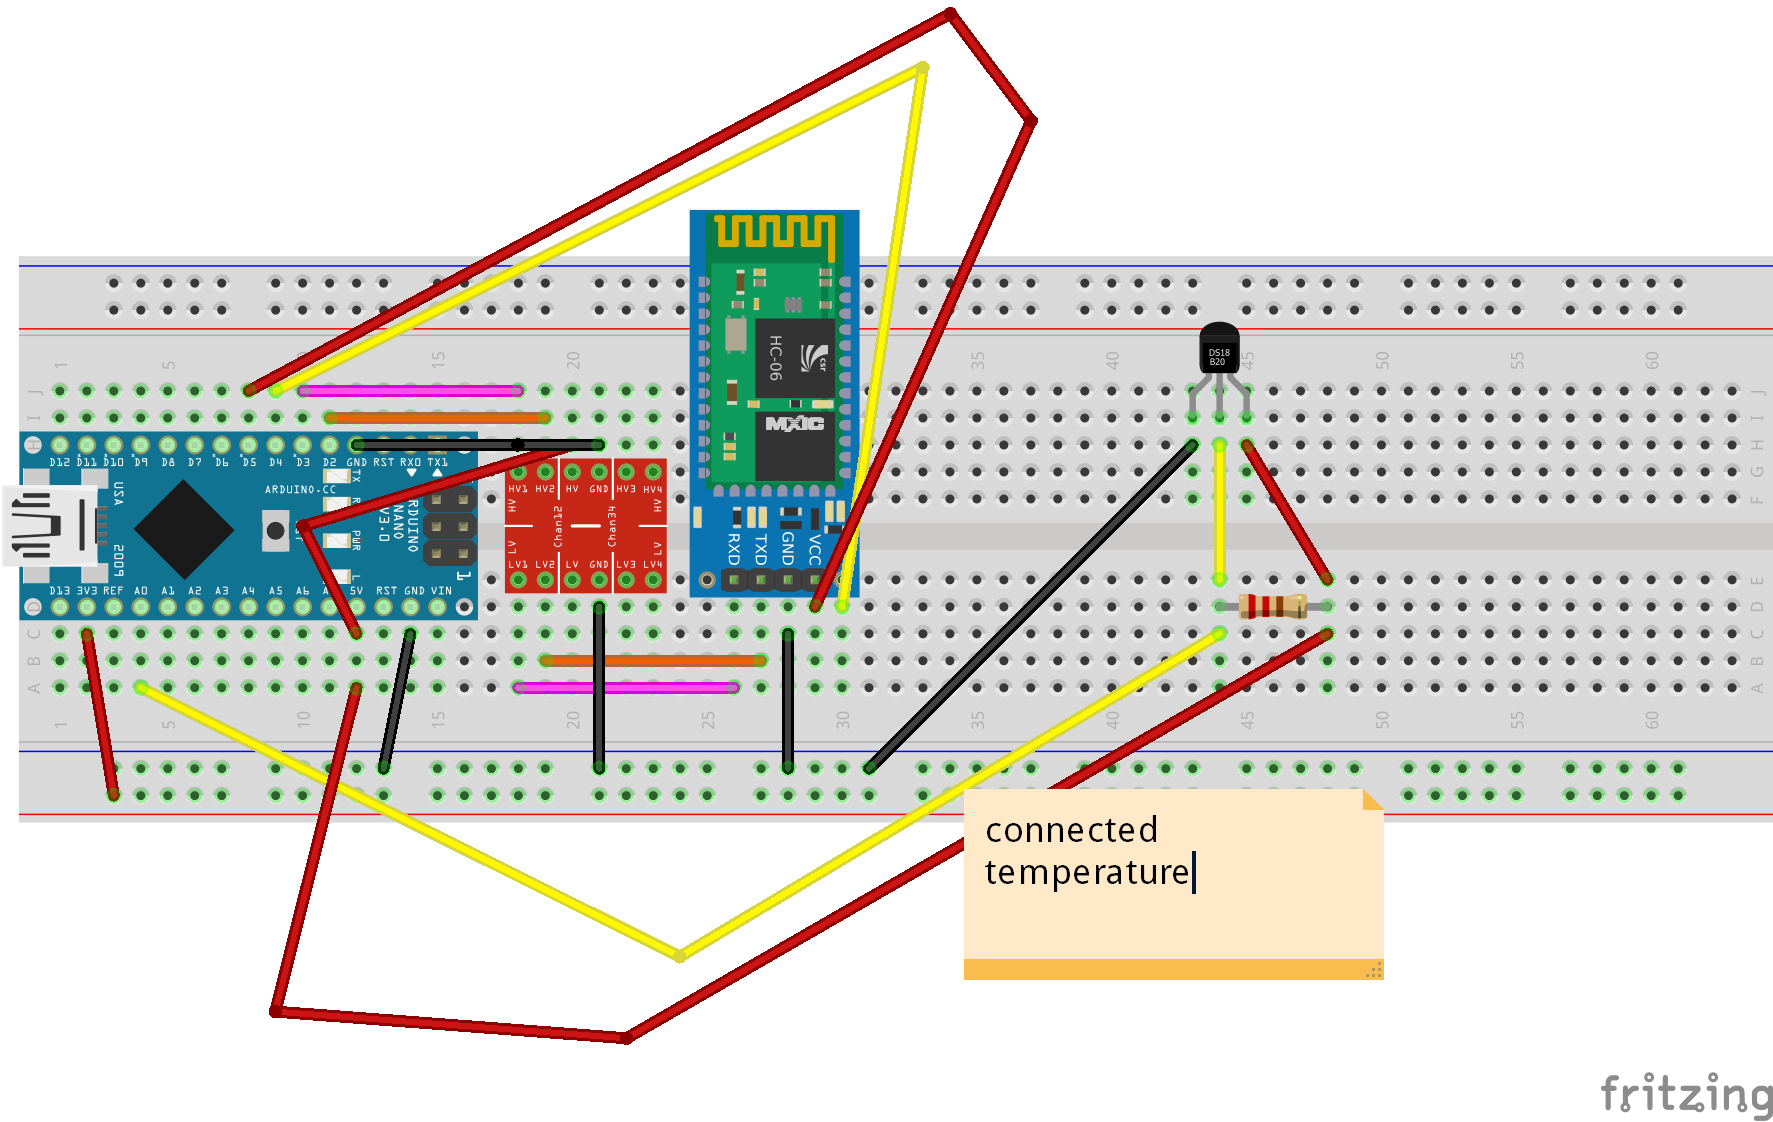 1
5
10
15
20
35
40
45
50
55
60
J
J
I
I
H
G
F
D12 D11 D10 D9 D8 D7 D6 D5 D4 D3 D2 GND RST RX0 TX1
ARDUINO.CC
USA
2009
TX
PWR
L
ARDUINO
NANO
V3.0
1
D13 3V3 REF A0 A1 A2 A3 A4 A5 A6 5V RST GND VIN
HV1 HV2 HV GND HV3 HV4
HV
HV
Chan12
Chan34
LV
LV
LV1 LV2 LV GND LV3 LV4
HC-06
csr
MXIC
RXD
TXD
GND
VCC
DS18
B20
H
G
F
E
D
D
C
C
B
B
A
A
1
5
10
15
20
25
30
35
40
45
50
55
60
connected
temperature
fritzing